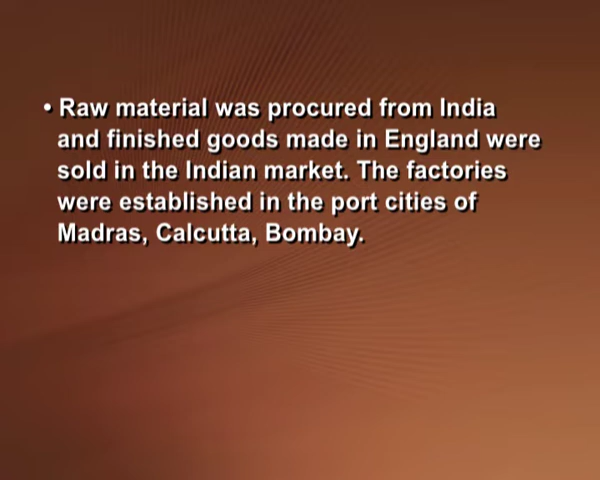 • Raw material was procured from India
and finished goods made in England were
sold in the Indian market. The factories
were established in the port cities of
Madras, Calcutta, Bombay.